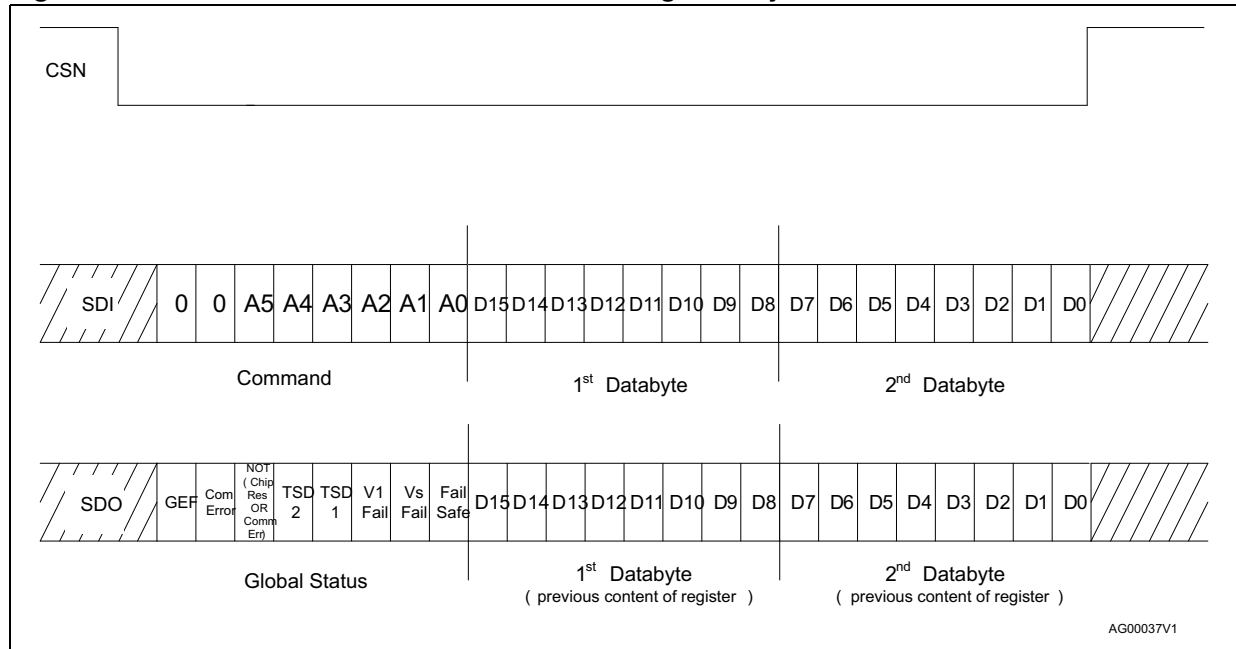 CSN
SDI 0 0 A5 A4 A3 A2 A1 A0 D15 D14 D13 D12 D11 D10 D9 D8 D7 D6 D5 D4 D3 D2 D1 D0
Command 1st Databyte 2nd Databyte
SDO GEF Com Error NOT ( Chip Res OR Comm Err) TSD 2 TSD 1 V1 Fail Vs Fail Fail Safe D15 D14 D13 D12 D11 D10 D9 D8 D7 D6 D5 D4 D3 D2 D1 D0
Global Status 1st Databyte 2nd Databyte
( previous content of register ) ( previous content of register )
AG00037V1